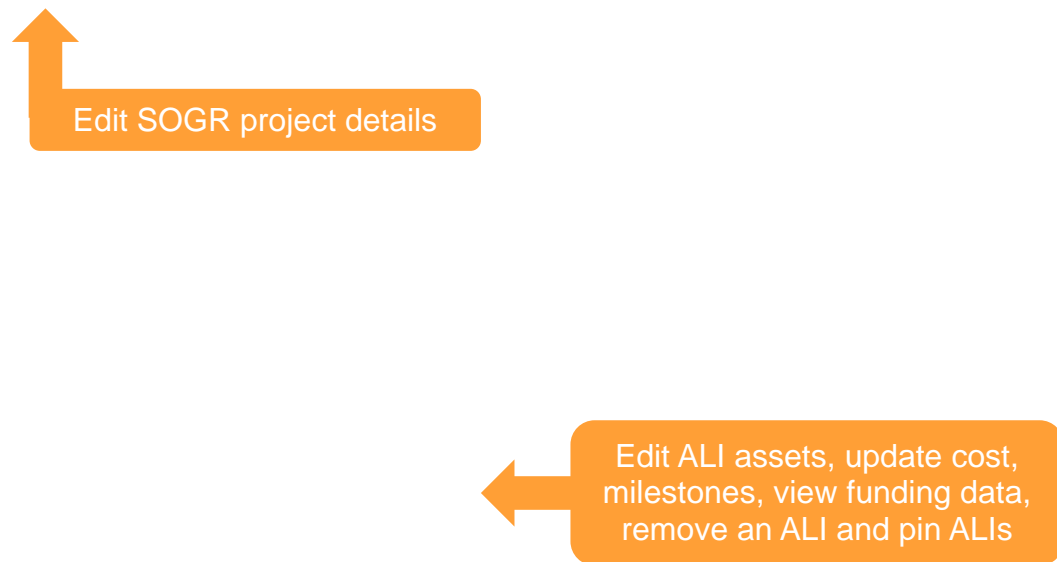 Edit SOGR project details
Edit ALI assets, update cost,
milestones, view funding data,
remove an ALI and pin ALIs